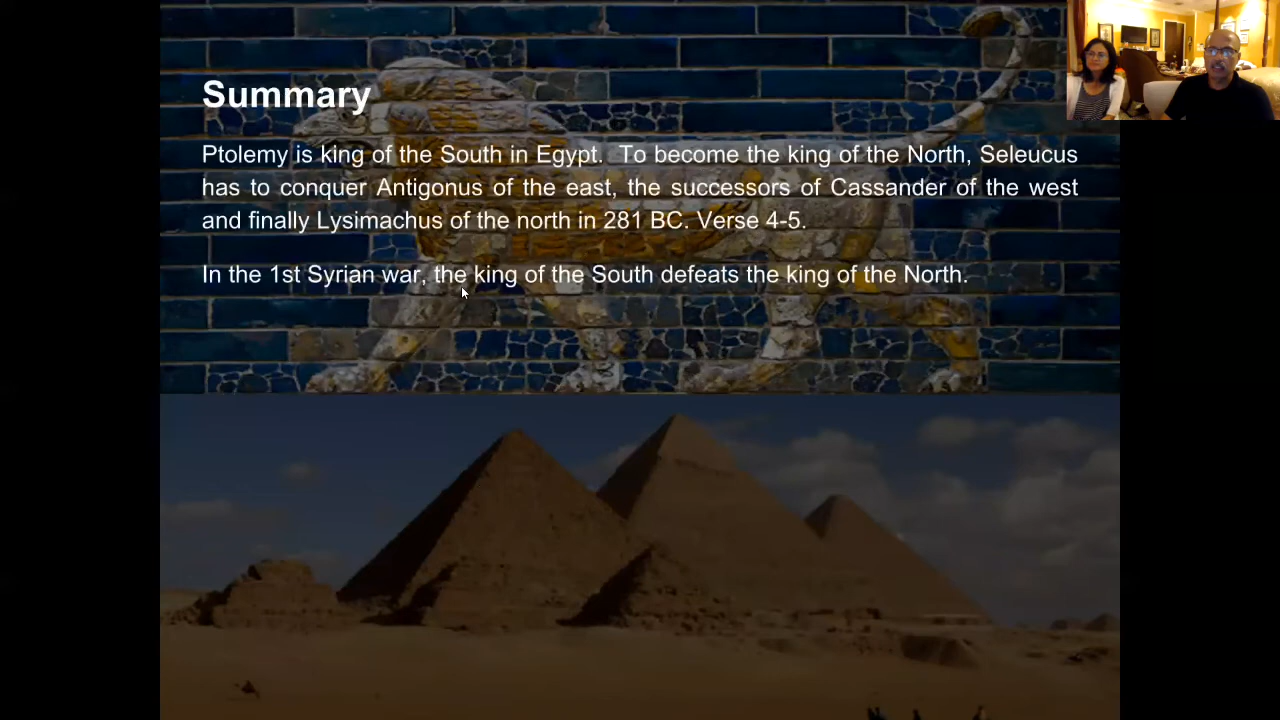 Summary
Ptolemy is king of the South in Egypt.  To become the king of the North, Seleucus
has to conquer Antigonus of the east, the successors of Cassander of the west
and finally Lysimachus of the north in 281 BC. Verse 4-5.
In the 1st Syrian war, the king of the South defeats the king of the North.